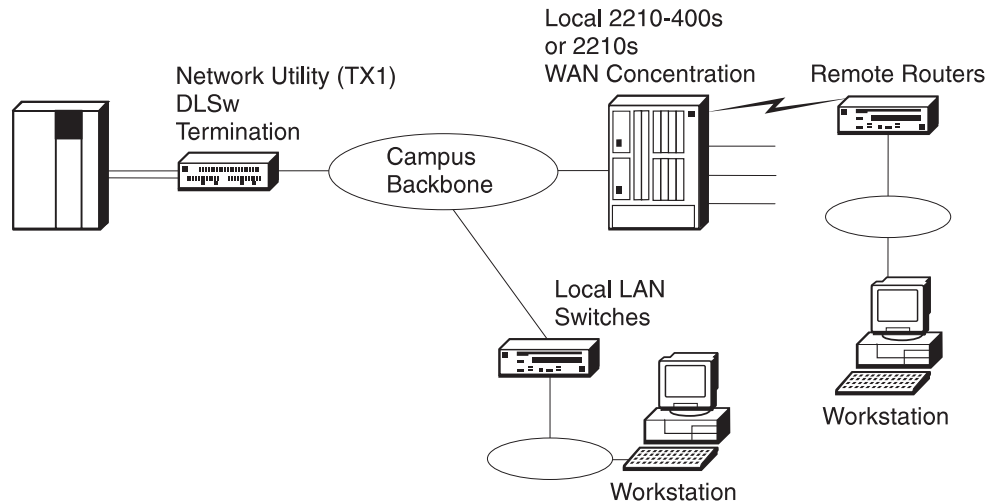 Local 2210-400s
or 2210s
WAN Concentration
Remote Routers
Network Utility (TX1)
DLSw
Termination
Campus
Backbone
Local LAN
Switches
Workstation
Workstation